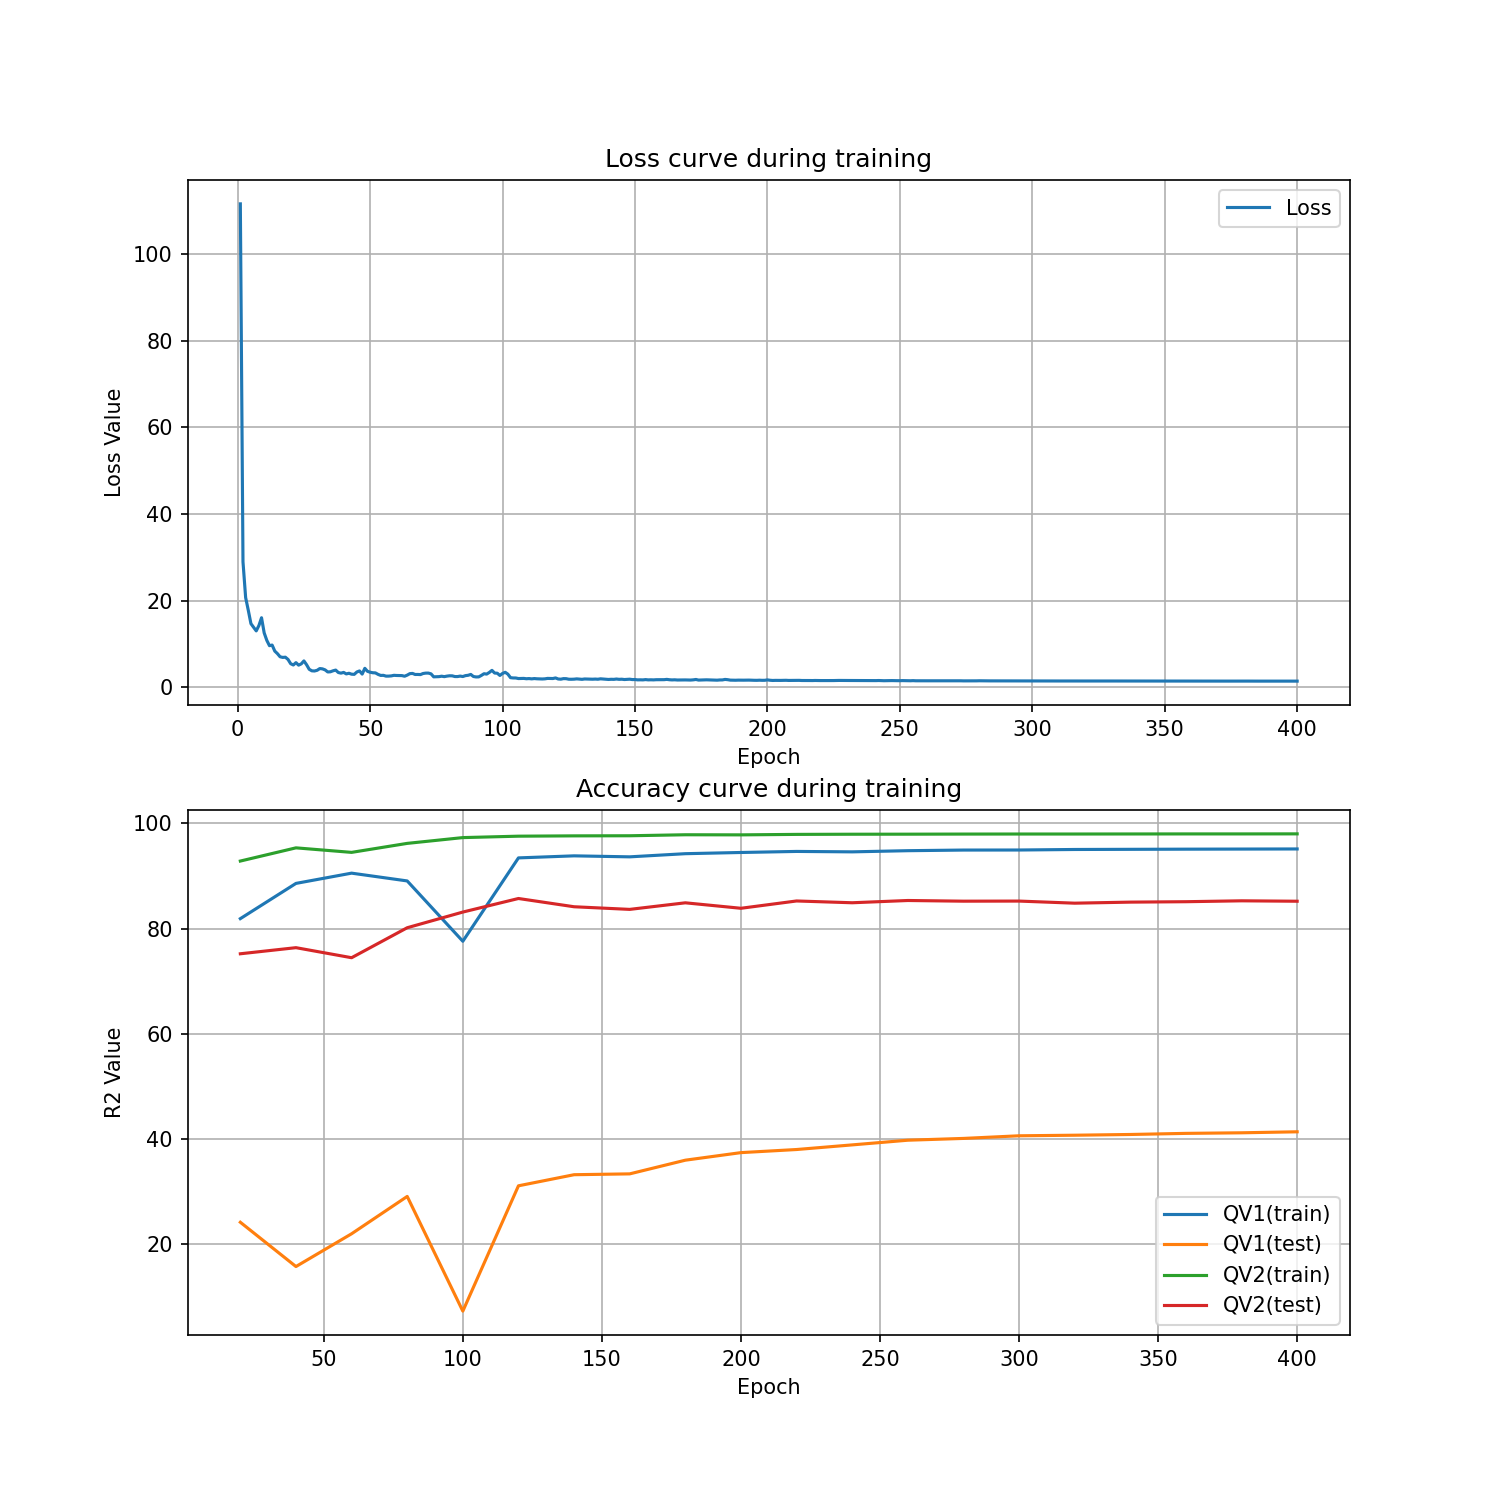 Loss curve during training
Loss
100
80
60
40
20
0
Loss Value
0 50 100 150 200 250 300 350 400
Epoch
Accuracy curve during training
100
80
60
40
20
R2 Value
QV1(train)
QV1(test)
QV2(train)
QV2(test)
50 100 150 200 250 300 350 400
Epoch